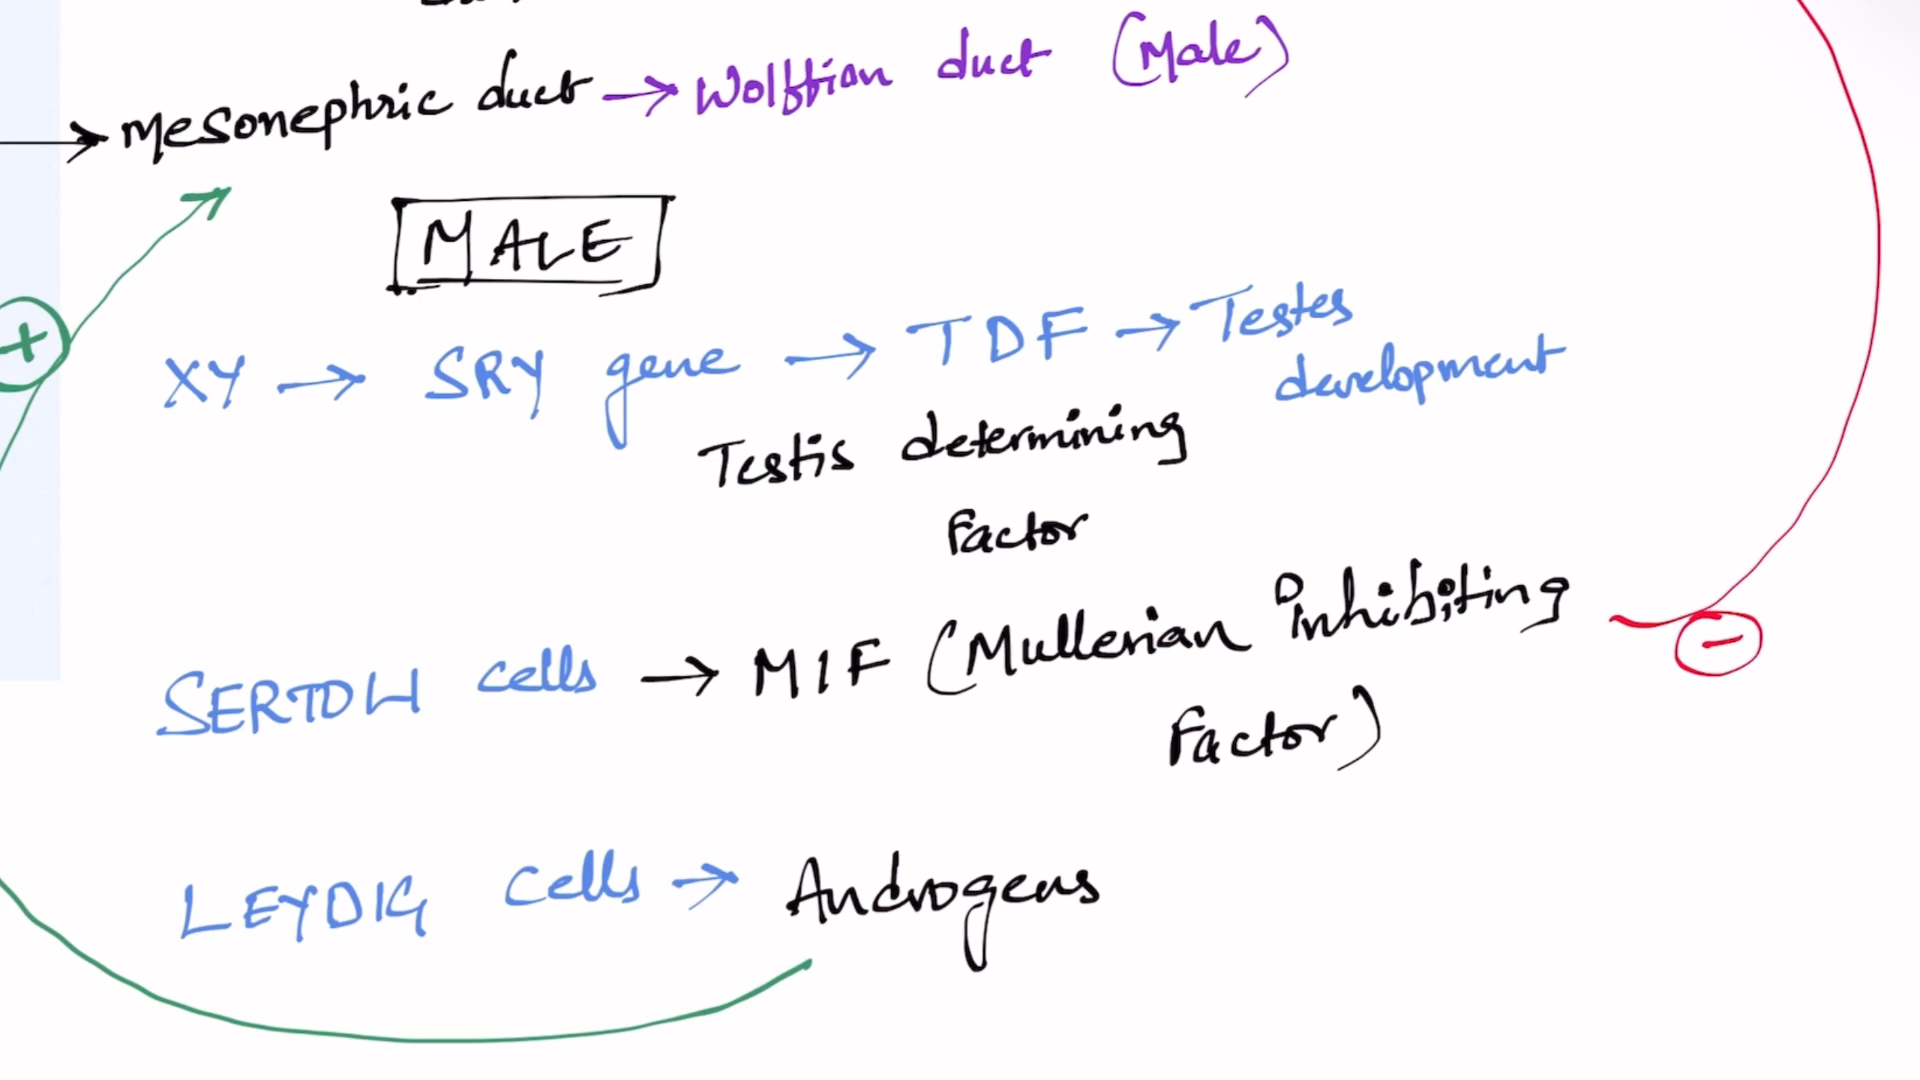 → Mesonephric duct → Wolffian duct (Male)
MALE
+
XY → SRY gene → TDF → Testes
development
Testis determining
Factor
SERTOLI cells → MIF (Mullerian Inhibiting
Factor)
-
LEYDIG cells → Androgens